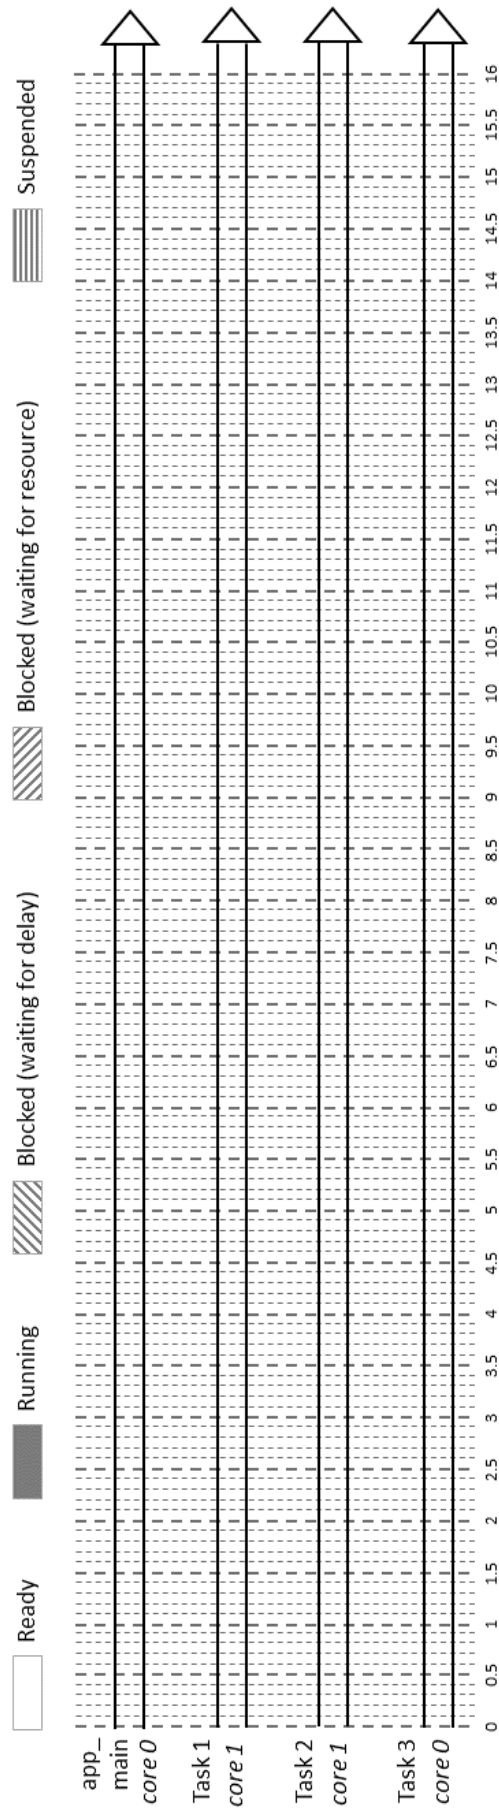 Ready
Running
Blocked (waiting for delay)
Blocked (waiting for resource)
Suspended
app_
main
core 0
Task 1
core 1
Task 2
core 1
Task 3
core 0
0 0.5 1 1.5 2 2.5 3 3.5 4 4.5 5 5.5 6 6.5 7 7.5 8 8.5 9 9.5 10 10.5 11 11.5 12 12.5 13 13.5 14 14.5 15 15.5 16